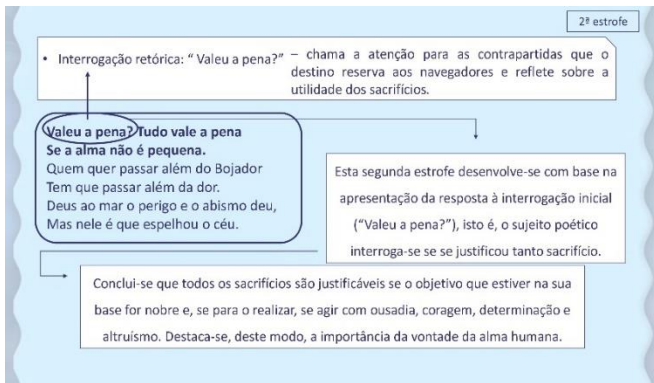 2ª estrofe
• Interrogação retórica: “ Valeu a pena?” – chama a atenção para as contrapartidas que o
destino reserva aos navegadores e reflete sobre a
utilidade dos sacrifícios.
Valeu a pena? Tudo vale a pena
Se a alma não é pequena.
Quem quer passar além do Bojador
Tem que passar além da dor.
Deus ao mar o perigo e o abismo deu,
Mas nele é que espelhou o céu.
Esta segunda estrofe desenvolve-se com base na
apresentação da resposta à interrogação inicial
(“Valeu a pena?”), isto é, o sujeito poético
interroga-se se se justificou tanto sacrifício.
Conclui-se que todos os sacrifícios são justificáveis se o objetivo que estiver na sua
base for nobre e, se para o realizar, se agir com ousadia, coragem, determinação e
altruísmo. Destaca-se, deste modo, a importância da vontade da alma humana.